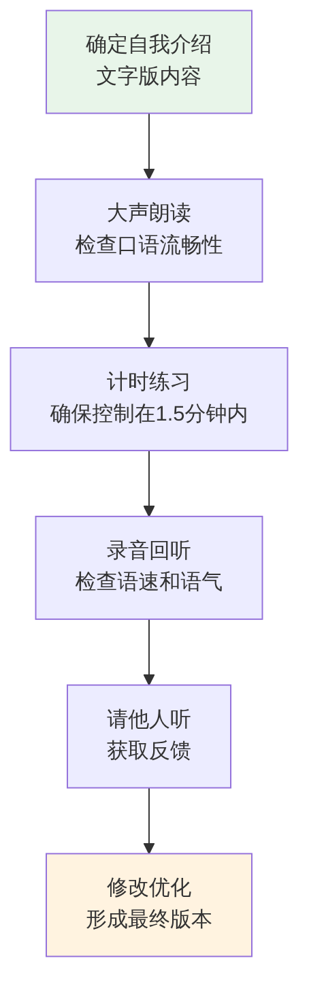 确定自我介绍
文字版内容
大声朗读
检查口语流畅性
计时练习
确保控制在1.5分钟内
录音回听
检查语速和语气
请他人听
获取反馈
修改优化
形成最终版本